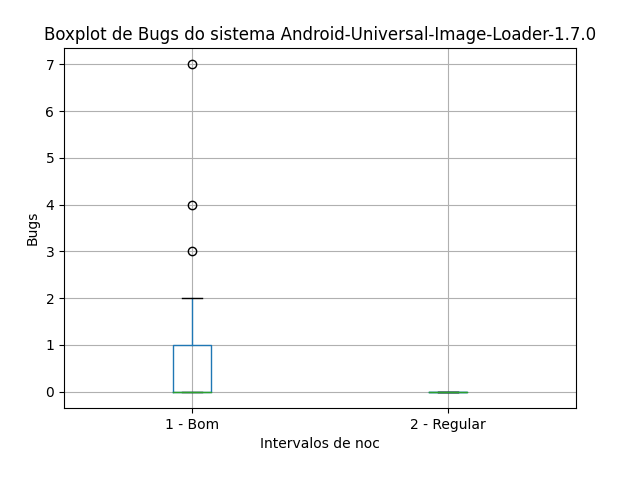 Boxplot de Bugs do sistema Android-Universal-Image-Loader-1.7.0
7
6
5
4
3
2
1
0
Bugs
1 - Bom
2 - Regular
Intervalos de noc